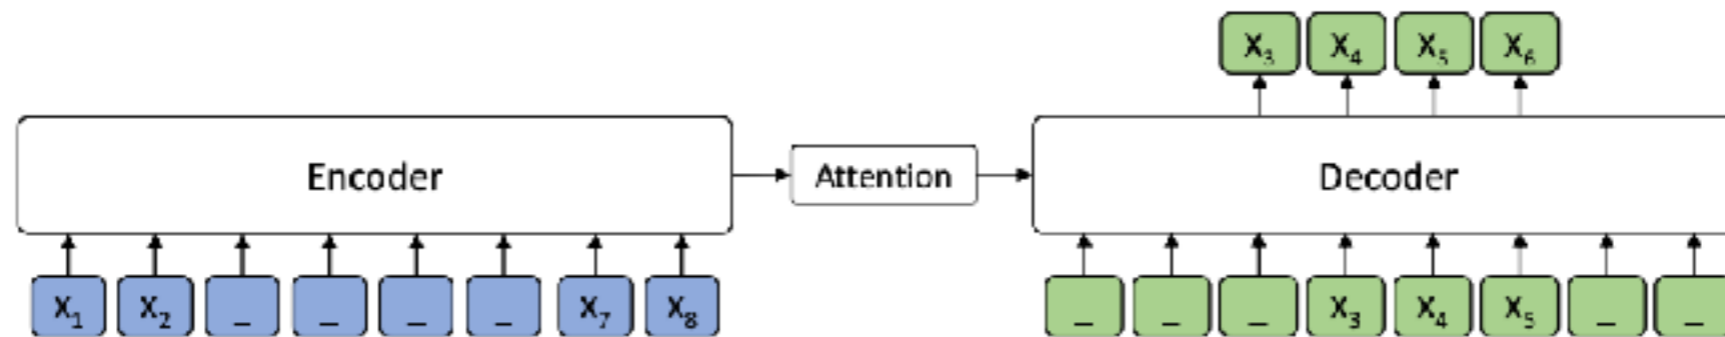 X₃ X₄ X₅ X₆
Encoder Attention Decoder
X₁ X₂ _ _ _ _ X₇ X₈ _ _ _ X₃ X₄ X₅ _ _